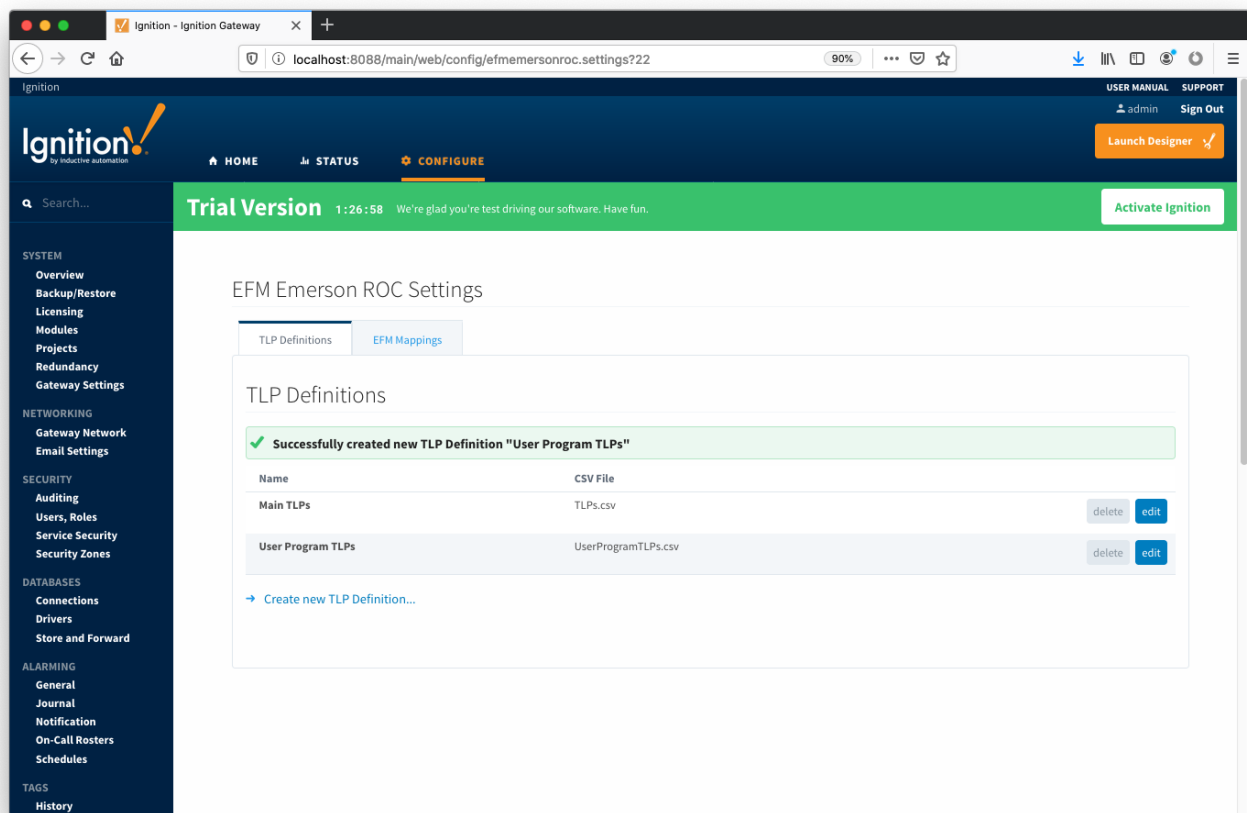 Ignition - Ignition Gateway
localhost:8088/main/web/config/efmemersonroc.settings?22
90%
Ignition
USER MANUAL SUPPORT
admin Sign Out
Ignition!
by inductive automation
Launch Designer
HOME STATUS CONFIGURE
Search...
Trial Version 1:26:58 We're glad you're test driving our software. Have fun.
Activate Ignition
SYSTEM
Overview
Backup/Restore
Licensing
Modules
Projects
Redundancy
Gateway Settings
NETWORKING
Gateway Network
Email Settings
SECURITY
Auditing
Users, Roles
Service Security
Security Zones
DATABASES
Connections
Drivers
Store and Forward
ALARMING
General
Journal
Notification
On-Call Rosters
Schedules
TAGS
History
EFM Emerson ROC Settings
TLP Definitions EFM Mappings
TLP Definitions
Successfully created new TLP Definition "User Program TLPs"
Name CSV File
Main TLPs TLPs.csv delete edit
User Program TLPs UserProgramTLPs.csv delete edit
Create new TLP Definition...